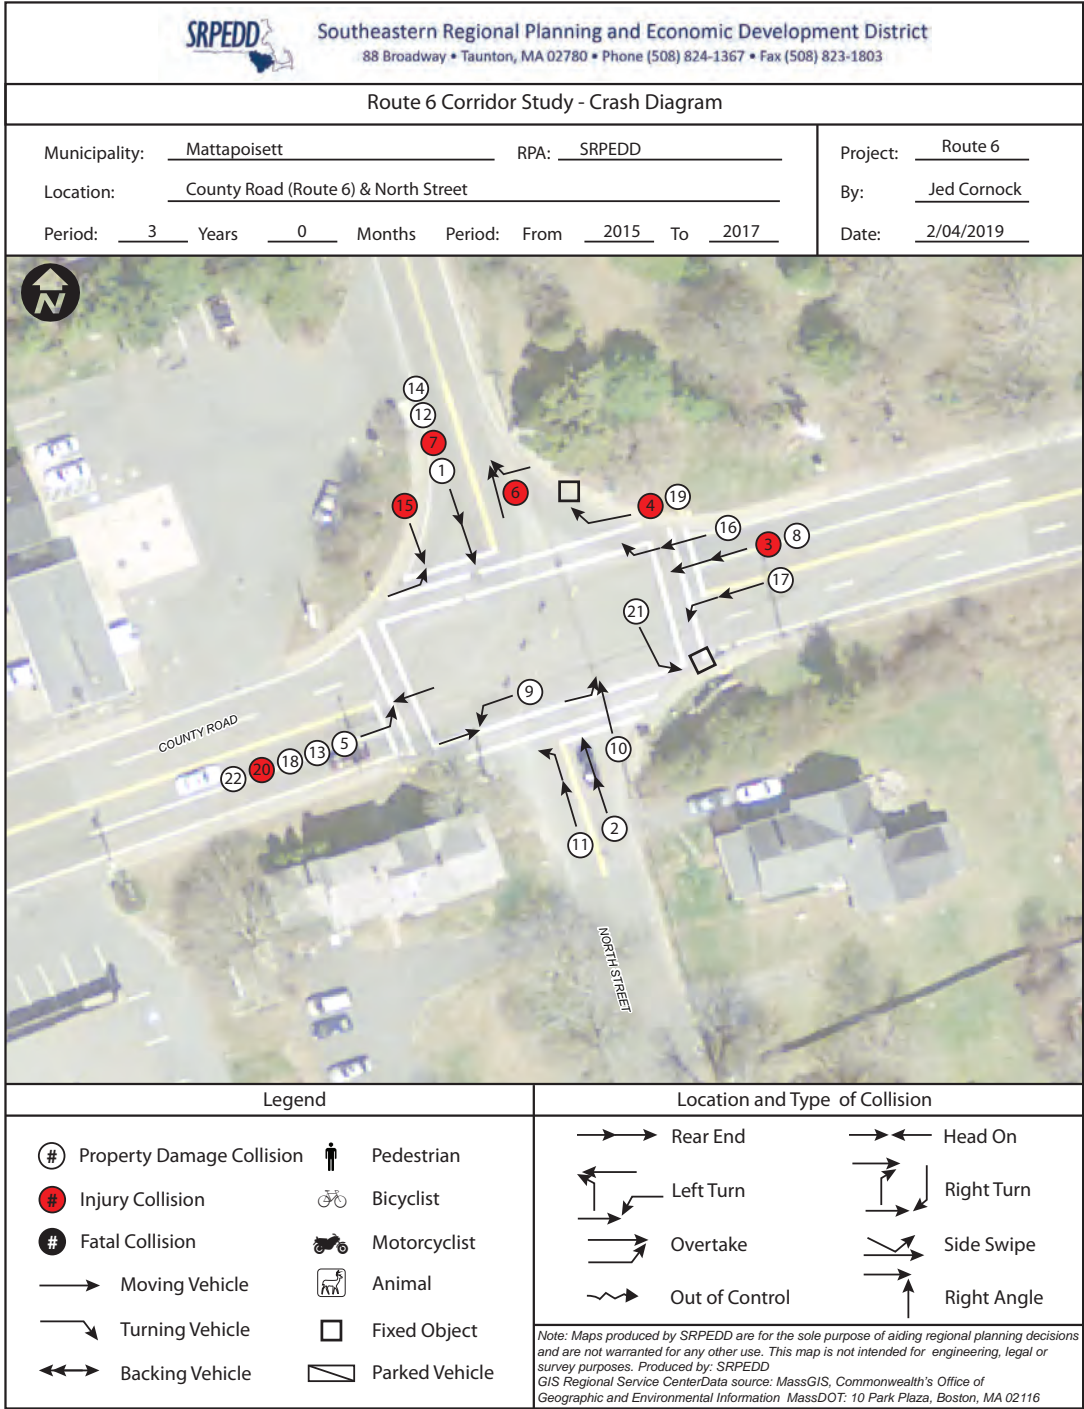 SRPEDD
Southeastern Regional Planning and Economic Development District
88 Broadway • Taunton, MA 02780 • Phone (508) 824-1367 • Fax (508) 823-1803
Route 6 Corridor Study - Crash Diagram
Municipality: Mattapoisett RPA: SRPEDD
Location: County Road (Route 6) & North Street
Period: 3 Years 0 Months Period: From 2015 To 2017
Project: Route 6
By: Jed Cornock
Date: 2/04/2019
N
14
12
7
1
15
6
4
19
16
3
8
17
21
9
COUNTY ROAD
22
20
18
13
5
10
2
11
NORTH STREET
Legend
# Property Damage Collision
# Injury Collision
# Fatal Collision
Moving Vehicle
Turning Vehicle
Backing Vehicle
Pedestrian
Bicyclist
Motorcyclist
Animal
Fixed Object
Parked Vehicle
Location and Type of Collision
Rear End
Head On
Left Turn
Right Turn
Overtake
Side Swipe
Out of Control
Right Angle
Note: Maps produced by SRPEDD are for the sole purpose of aiding regional planning decisions
and are not warranted for any other use. This map is not intended for engineering, legal or
survey purposes. Produced by: SRPEDD
GIS Regional Service CenterData source: MassGIS, Commonwealth's Office of
Geographic and Environmental Information MassDOT: 10 Park Plaza, Boston, MA 02116